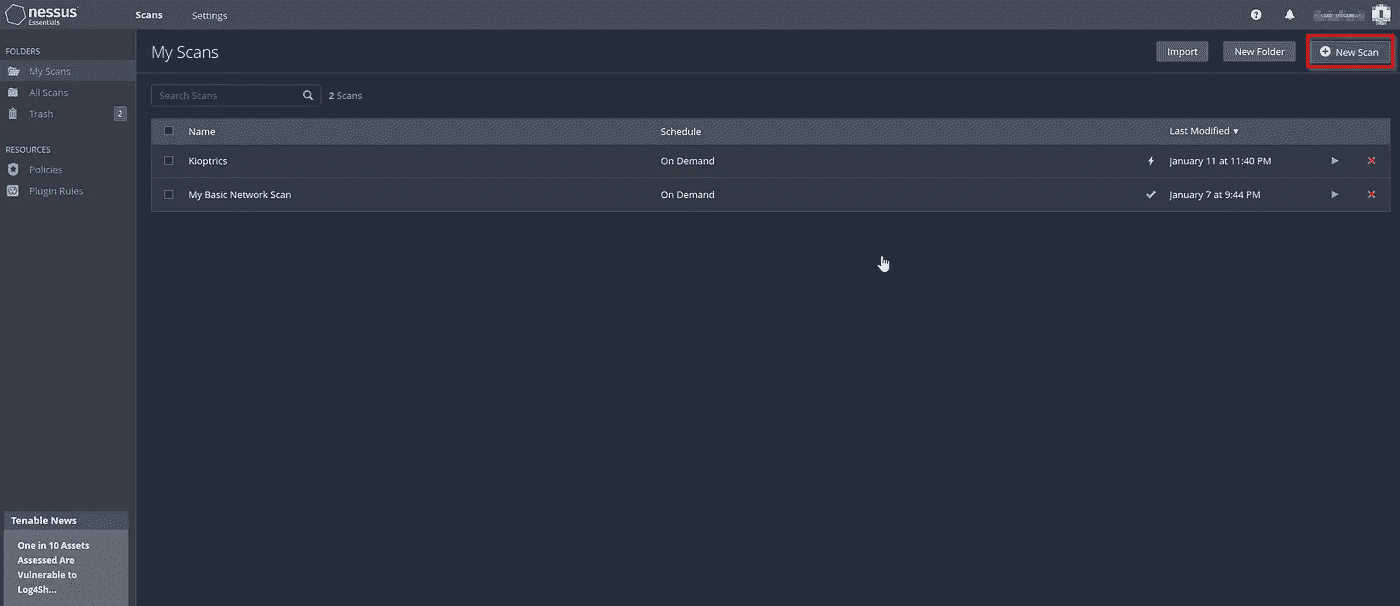 nessus
Essentials
Scans
Settings
FOLDERS
My Scans
All Scans
Trash
2
RESOURCES
Policies
Plugin Rules
My Scans
Import
New Folder
New Scan
Search Scans
2 Scans
Name
Schedule
Last Modified ▼
Kioptrics
On Demand
January 11 at 11:40 PM
My Basic Network Scan
On Demand
January 7 at 9:44 PM
Tenable News
One in 10 Assets
Assessed Are
Vulnerable to
Log4Sh...